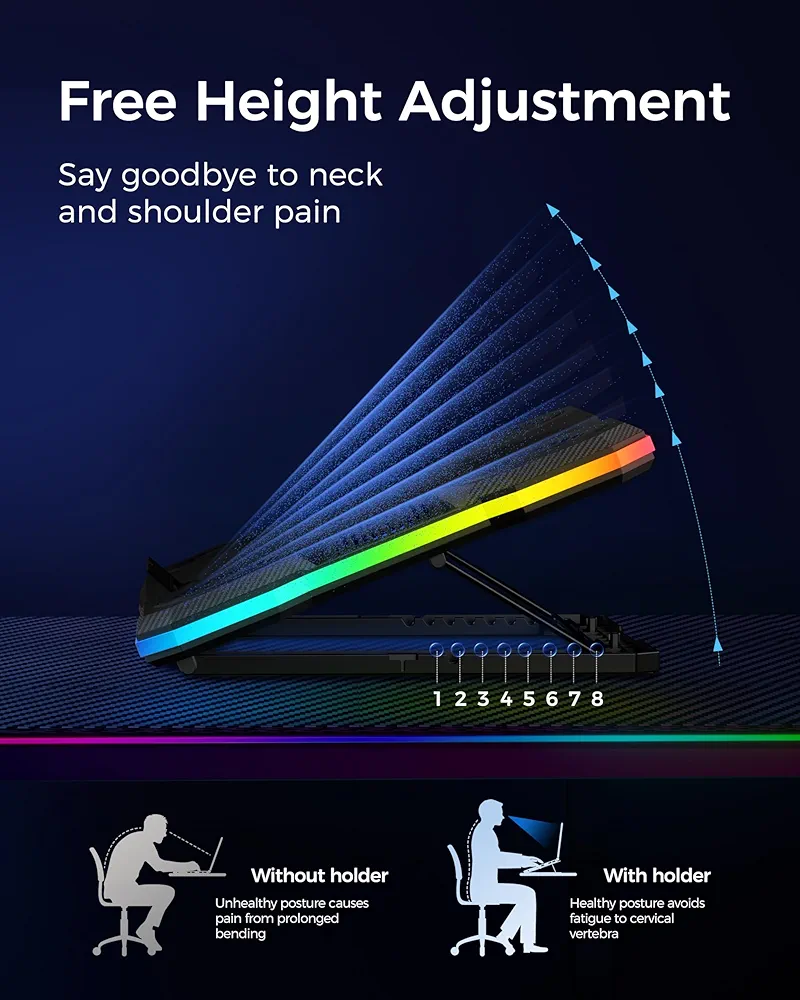 Free Height Adjustment
Say goodbye to neck
and shoulder pain
1 2 3 4 5 6 7 8
Without holder
Unhealthy posture causes
pain from prolonged
bending
With holder
Healthy posture avoids
fatigue to cervical
vertebra